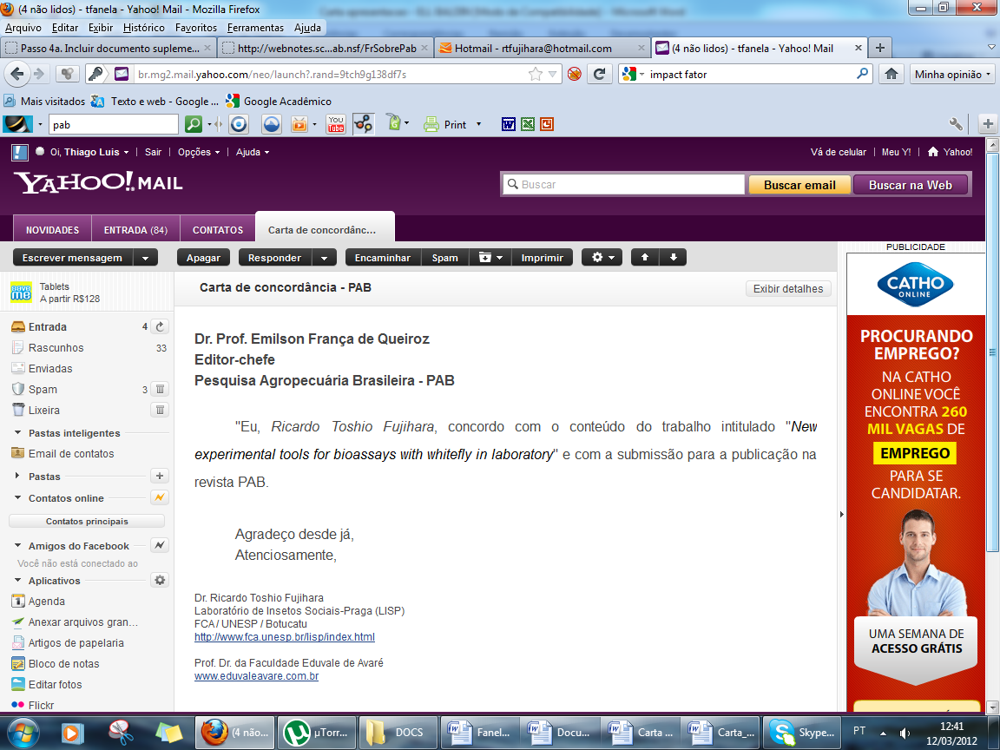 (4 não lidos) - tfanela - Yahoo! Mail - Mozilla Firefox
Arquivo Editar Exibir Histórico Favoritos Ferramentas Ajuda
Passo 4a. Incluir documento supleme... http://webnotes.sc...ab.nsf/FrSobrePab Hotmail - rtfujihara@hotmail.com (4 não lidos) - tfanela - Yahoo! Mail
br.mg2.mail.yahoo.com/neo/launch?.rand=9tch9g138df7s impact fator Minha opinião
Mais visitados Texto e web - Google ... Google Acadêmico
pab You Tube Print
Oi, Thiago Luis Sair Opções Ajuda Vá de celular Meu Y! Yahoo!
YAHOO! MAIL Buscar Buscar email Buscar na Web
NOVIDADES ENTRADA (84) CONTATOS Carta de concordânc...
Escrever mensagem Apagar Responder Encaminhar Spam Imprimir
PUBLICIDADE
Tablets
A partir R$128
Entrada 4
Rascunhos 33
Enviadas
Spam 3
Lixeira
Pastas inteligentes
Email de contatos
Pastas
Contatos online
Contatos principais
Amigos do Facebook
Você não está conectado ao
Aplicativos
Agenda
Anexar arquivos gran...
Artigos de papelaria
Bloco de notas
Editar fotos
Flickr
Carta de concordância - PAB Exibir detalhes
Dr. Prof. Emilson França de Queiroz
Editor-chefe
Pesquisa Agropecuária Brasileira - PAB
"Eu, Ricardo Toshio Fujihara, concordo com o conteúdo do trabalho intitulado "New
experimental tools for bioassays with whitefly in laboratory" e com a submissão para a publicação na
revista PAB.
Agradeço desde já,
Atenciosamente,
Dr. Ricardo Toshio Fujihara
Laboratório de Insetos Sociais-Praga (LISP)
FCA / UNESP / Botucatu
http://www.fca.unesp.br/lisp/index.html
Prof. Dr. da Faculdade Eduvale de Avaré
www.eduvaleavare.com.br
CATHO
ONLINE
PROCURANDO
EMPREGO?
NA CATHO
ONLINE VOCÊ
ENCONTRA 260
MIL VAGAS DE
EMPREGO
PARA SE
CANDIDATAR.
UMA SEMANA DE
ACESSO GRÁTIS
(4 não... µTorr... DOCS Fanel... Docu... Carta ... Carta_... Skype... PT 12:41
12/03/2012